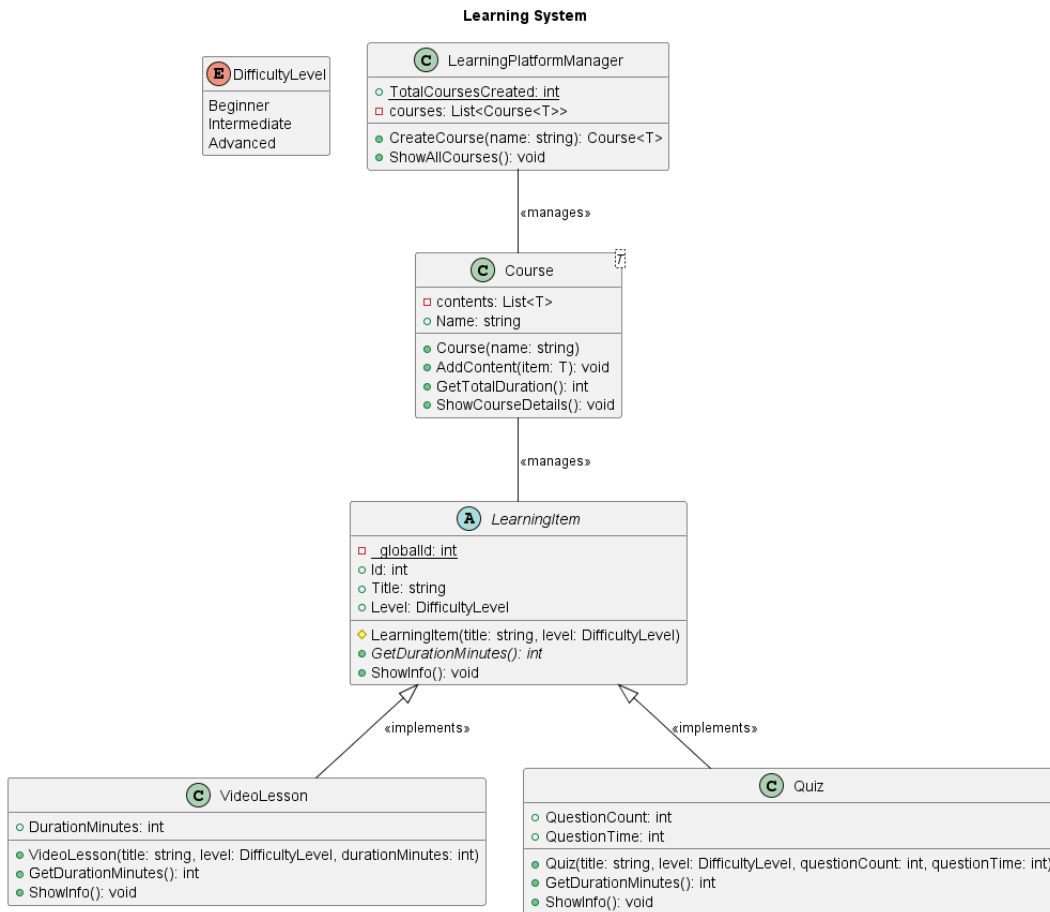 Learning System
E DifficultyLevel
Beginner
Intermediate
Advanced
C LearningPlatformManager
TotalCoursesCreated: int
courses: List<Course<T>>
CreateCourse(name: string): Course<T>
ShowAllCourses(): void
«manages»
C Course
T
contents: List<T>
Name: string
Course(name: string)
AddContent(item: T): void
GetTotalDuration(): int
ShowCourseDetails(): void
«manages»
A LearningItem
_globalId: int
Id: int
Title: string
Level: DifficultyLevel
LearningItem(title: string, level: DifficultyLevel)
GetDurationMinutes(): int
ShowInfo(): void
«implements»
«implements»
C VideoLesson
DurationMinutes: int
VideoLesson(title: string, level: DifficultyLevel, durationMinutes: int)
GetDurationMinutes(): int
ShowInfo(): void
C Quiz
QuestionCount: int
QuestionTime: int
Quiz(title: string, level: DifficultyLevel, questionCount: int, questionTime: int)
GetDurationMinutes(): int
ShowInfo(): void